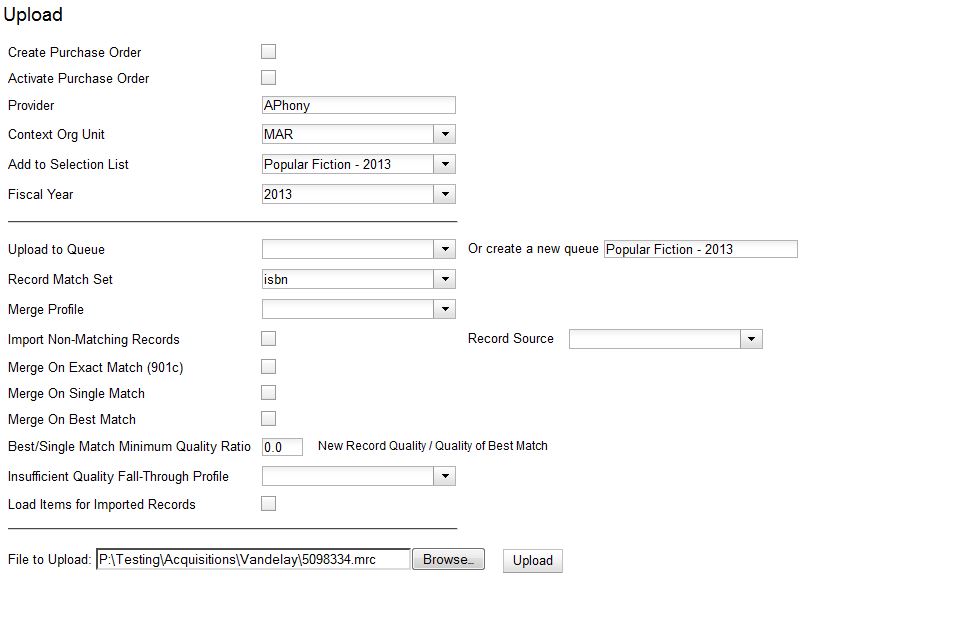 Upload
Create Purchase Order
Activate Purchase Order
Provider APhony
Context Org Unit MAR
Add to Selection List Popular Fiction - 2013
Fiscal Year 2013
Upload to Queue Or create a new queue Popular Fiction - 2013
Record Match Set isbn
Merge Profile
Import Non-Matching Records Record Source
Merge On Exact Match (901c)
Merge On Single Match
Merge On Best Match
Best/Single Match Minimum Quality Ratio 0.0 New Record Quality / Quality of Best Match
Insufficient Quality Fall-Through Profile
Load Items for Imported Records
File to Upload: P:\Testing\Acquisitions\Vandelay\5098334.mrc Browse... Upload